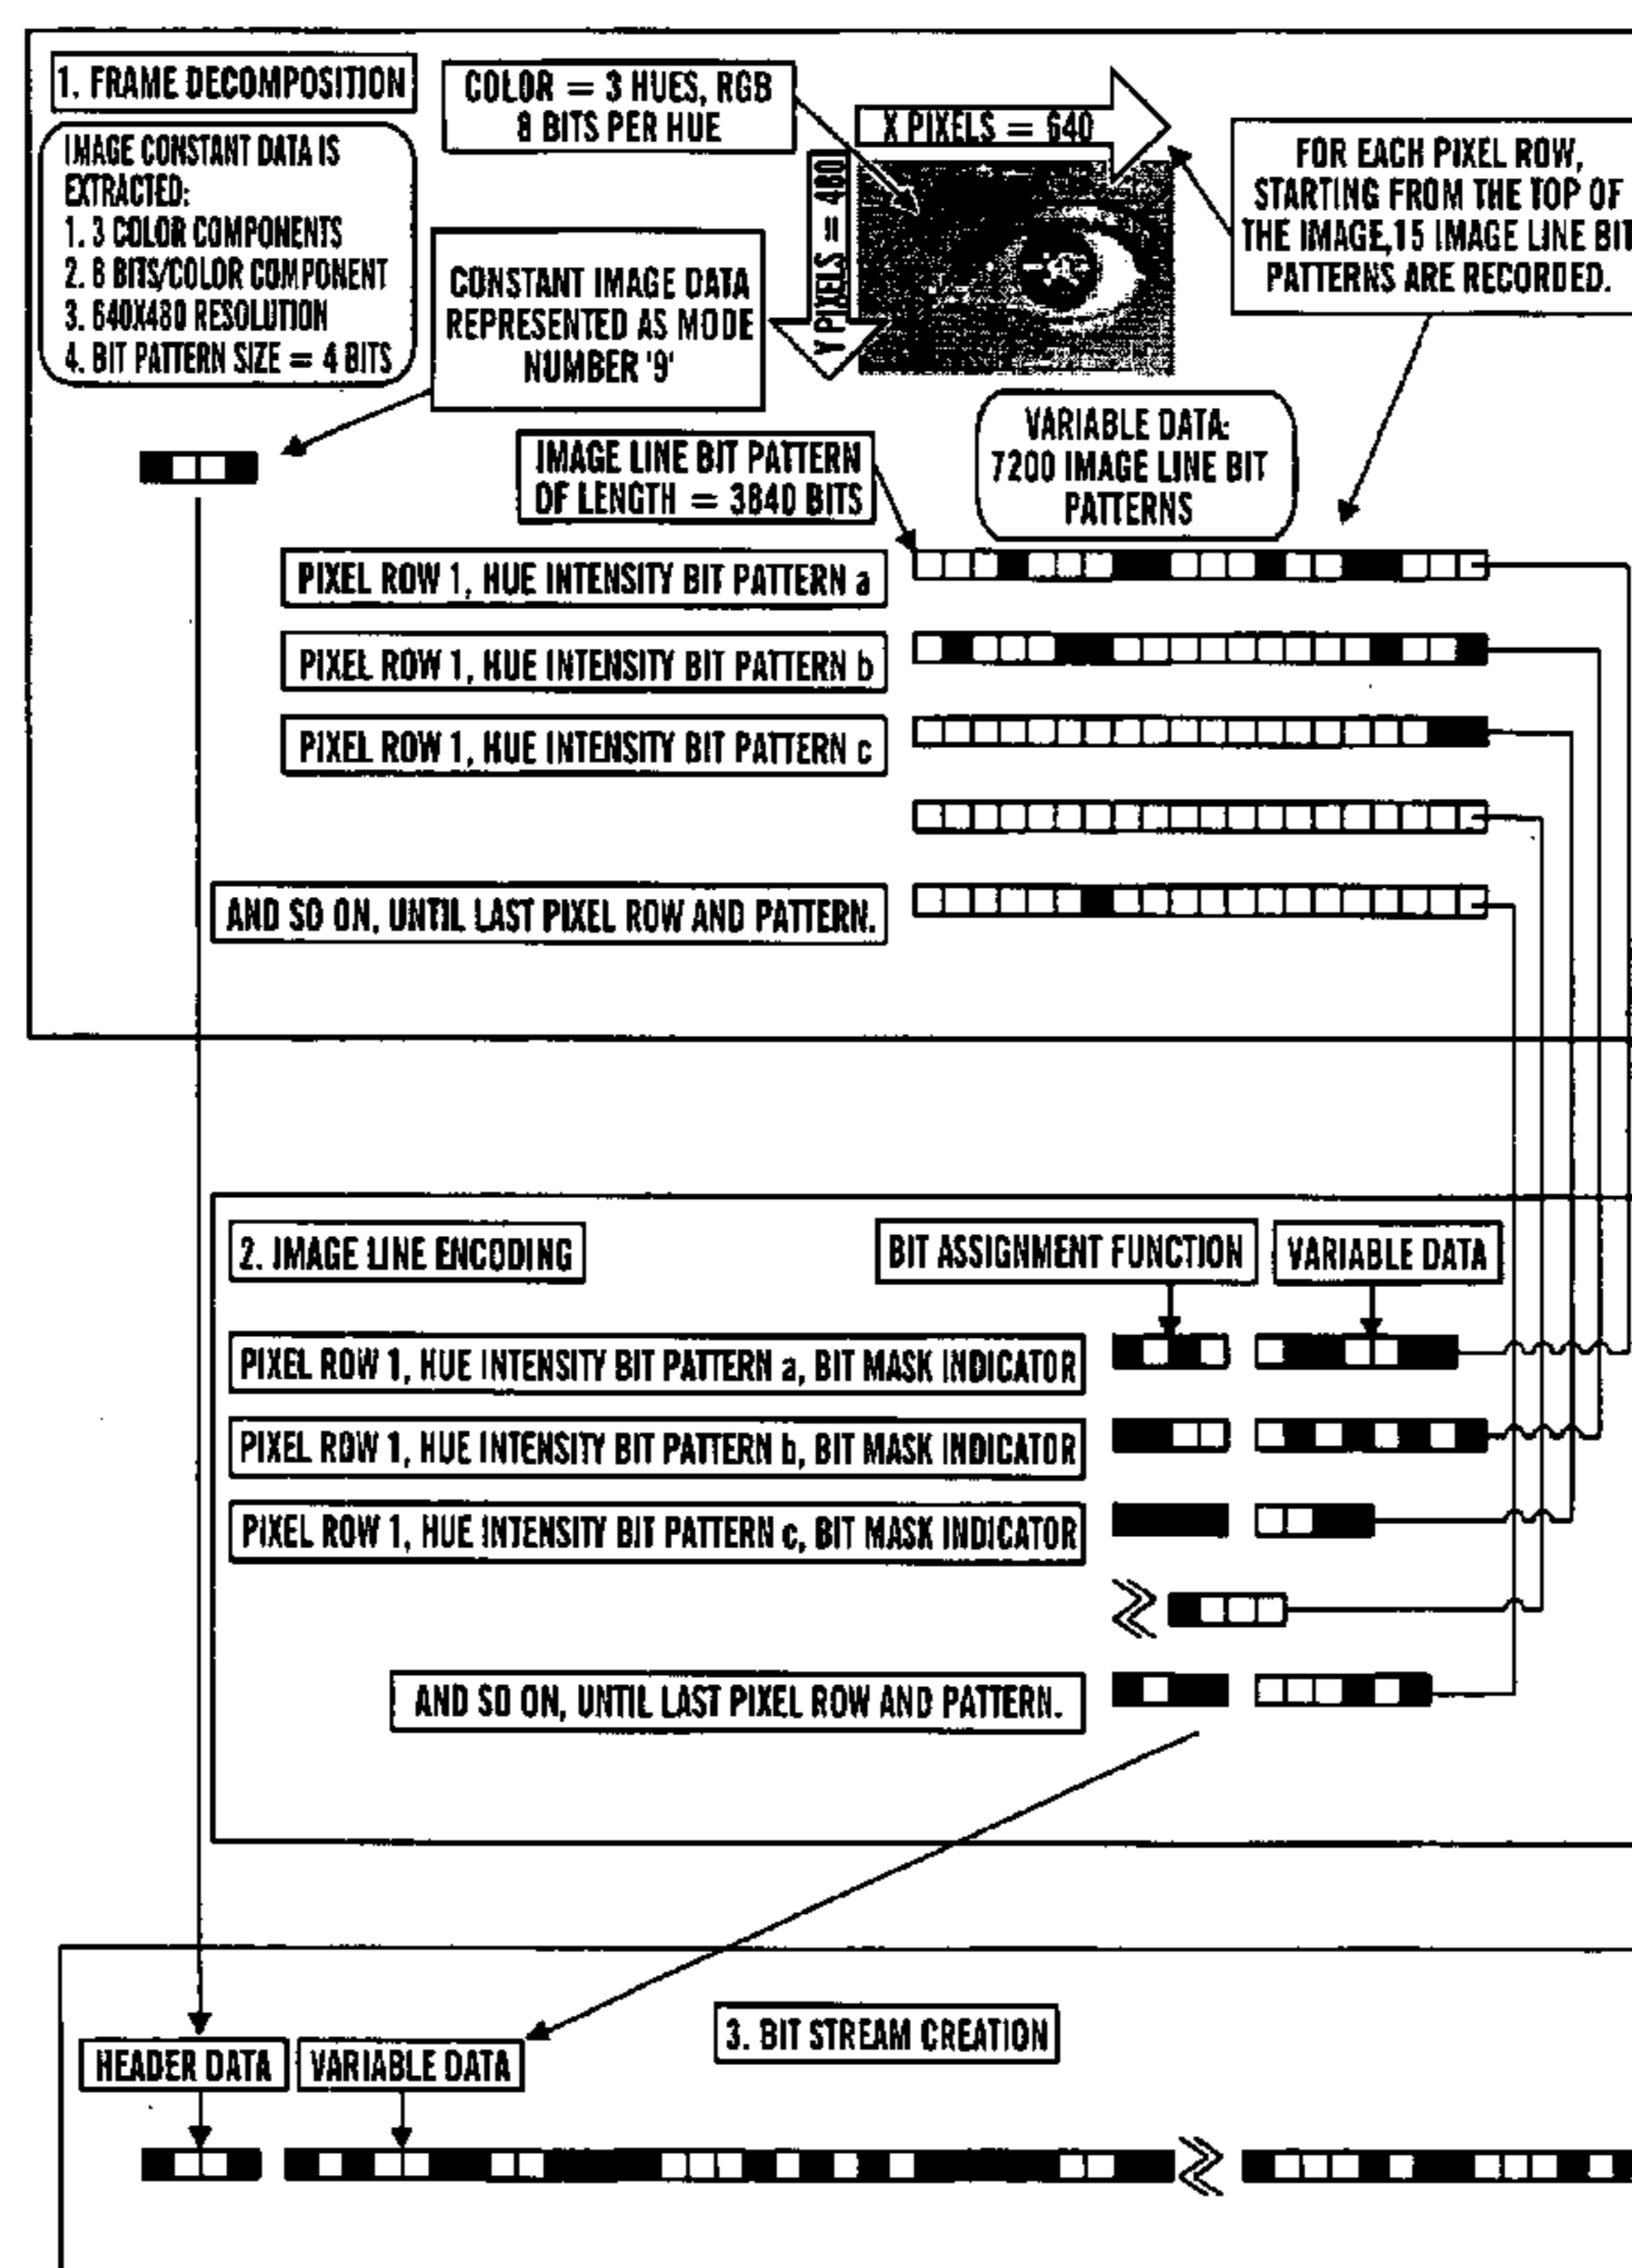 1. FRAME DECOMPOSITION
COLOR = 3 HUES, RGB
8 BITS PER HUE
X PIXELS = 640
Y PIXELS = 480
IMAGE CONSTANT DATA IS
EXTRACTED:
1. 3 COLOR COMPONENTS
2. 8 BITS/COLOR COMPONENT
3. 640X480 RESOLUTION
4. BIT PATTERN SIZE = 4 BITS
CONSTANT IMAGE DATA
REPRESENTED AS MODE
NUMBER '9'
FOR EACH PIXEL ROW,
STARTING FROM THE TOP OF
THE IMAGE,15 IMAGE LINE BIT
PATTERNS ARE RECORDED.
IMAGE LINE BIT PATTERN
OF LENGTH = 3840 BITS
VARIABLE DATA:
7200 IMAGE LINE BIT
PATTERNS
PIXEL ROW 1, HUE INTENSITY BIT PATTERN a
PIXEL ROW 1, HUE INTENSITY BIT PATTERN b
PIXEL ROW 1, HUE INTENSITY BIT PATTERN c
AND SO ON, UNTIL LAST PIXEL ROW AND PATTERN.
2. IMAGE LINE ENCODING
BIT ASSIGNMENT FUNCTION
VARIABLE DATA
PIXEL ROW 1, HUE INTENSITY BIT PATTERN a, BIT MASK INDICATOR
PIXEL ROW 1, HUE INTENSITY BIT PATTERN b, BIT MASK INDICATOR
PIXEL ROW 1, HUE INTENSITY BIT PATTERN c, BIT MASK INDICATOR
AND SO ON, UNTIL LAST PIXEL ROW AND PATTERN.
3. BIT STREAM CREATION
HEADER DATA
VARIABLE DATA